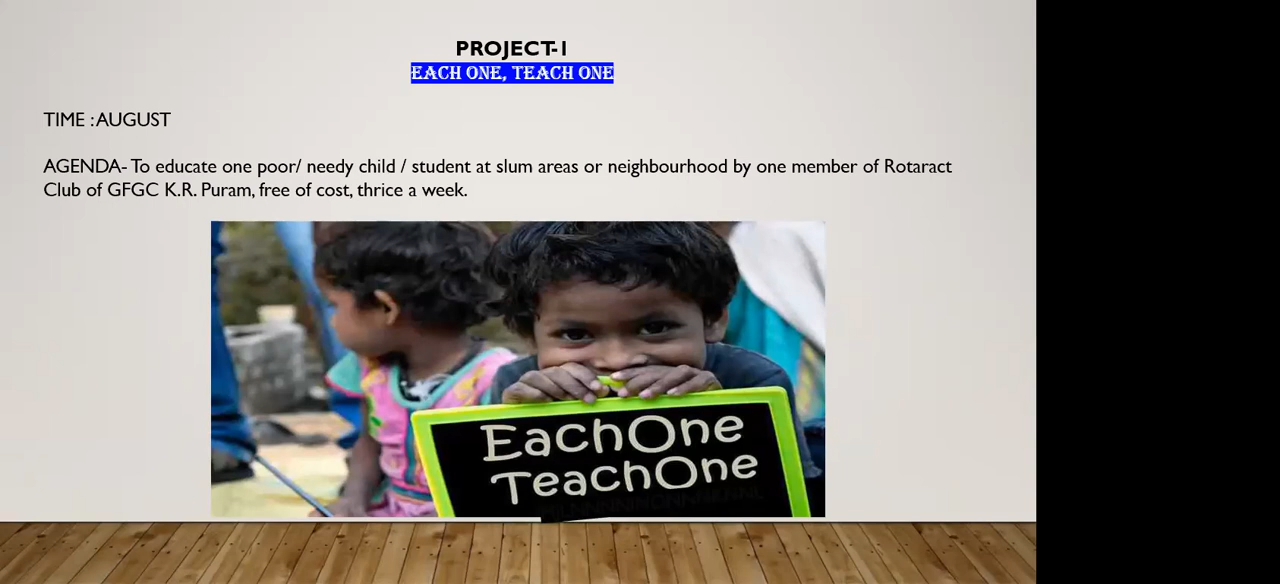 PROJECT-1
EACH ONE, TEACH ONE
TIME : AUGUST
AGENDA- To educate one poor/ needy child / student at slum areas or neighbourhood by one member of Rotaract
Club of GFGC K.R. Puram, free of cost, thrice a week.
EachOne
TeachOne